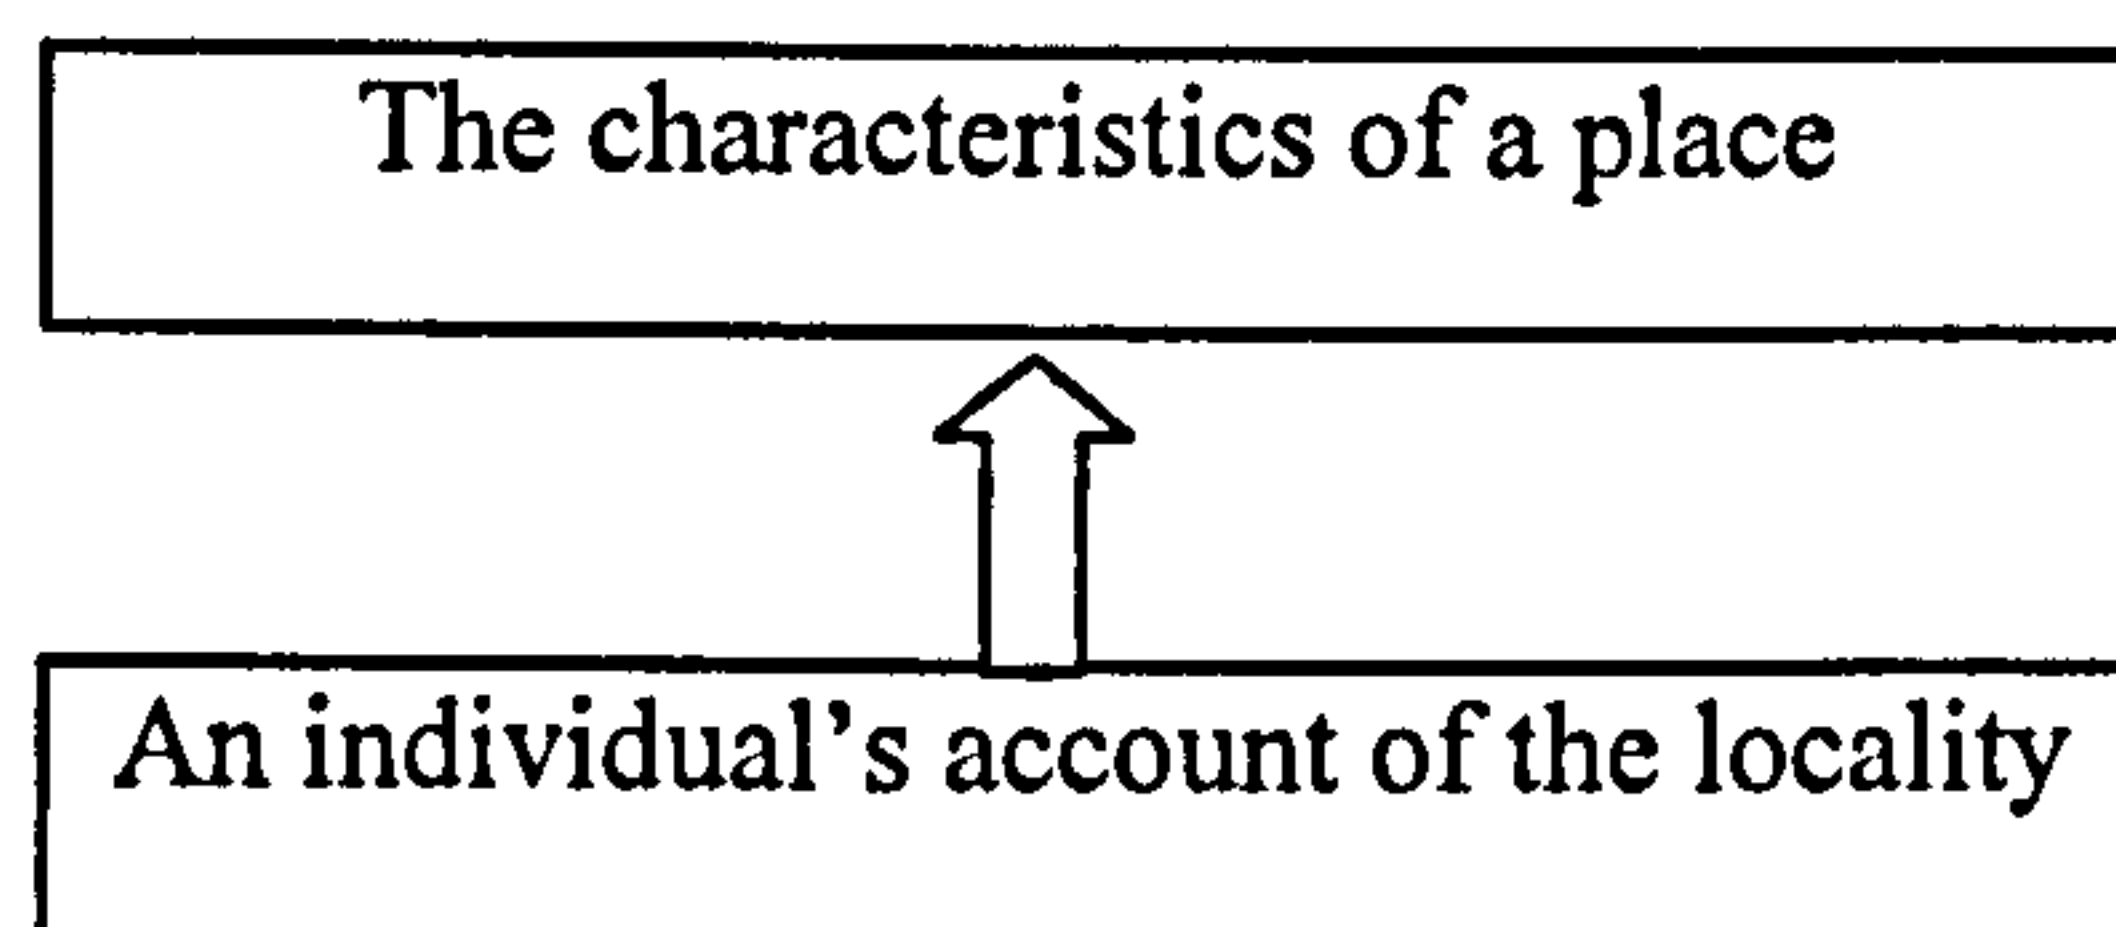 The characteristics of a place
An individual’s account of the locality